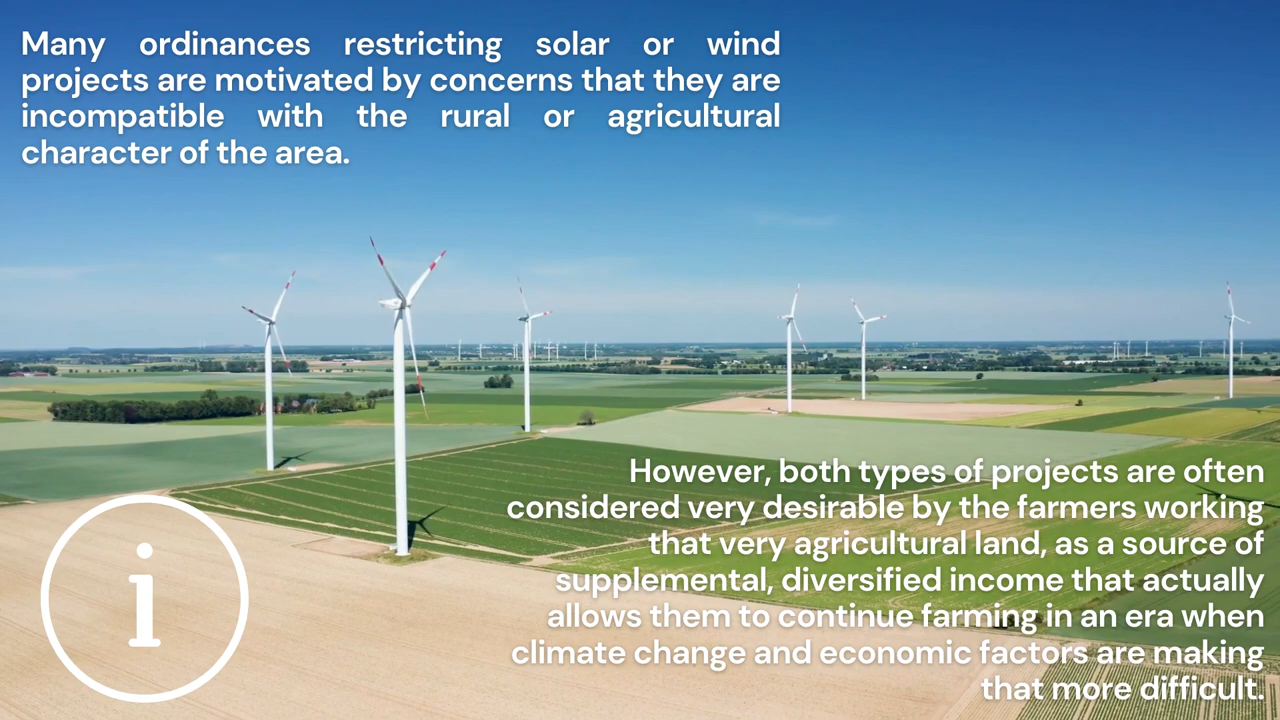 Many ordinances restricting solar or wind
projects are motivated by concerns that they are
incompatible with the rural or agricultural
character of the area.
However, both types of projects are often
considered very desirable by the farmers working
that very agricultural land, as a source of
supplemental, diversified income that actually
allows them to continue farming in an era when
climate change and economic factors are making
that more difficult.